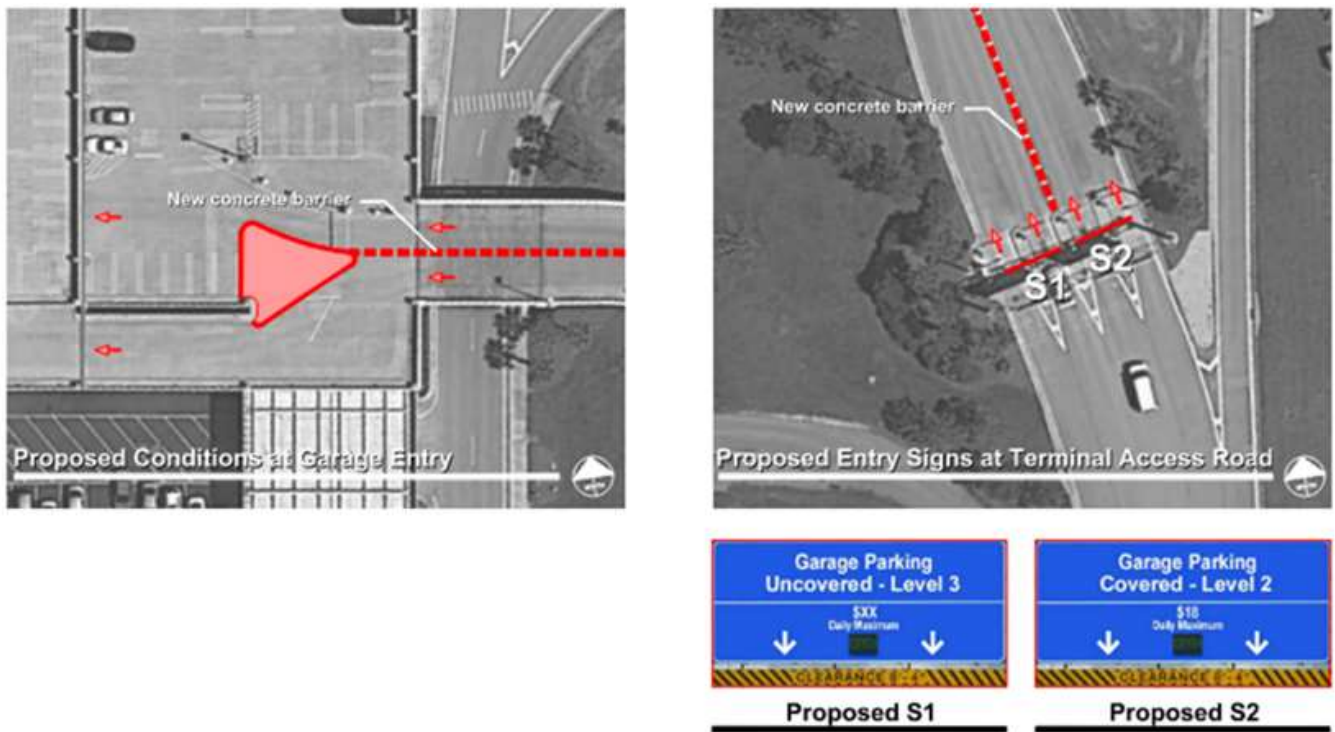 New concrete barrier
Proposed Conditions at Garage Entry
New concrete barrier
S1
S2
Proposed Entry Signs at Terminal Access Road
Garage Parking
Uncovered - Level 3
$XX
Daily Maximum
CLEARANCE
Proposed S1
Garage Parking
Covered - Level 2
$18
Daily Maximum
CLEARANCE
Proposed S2